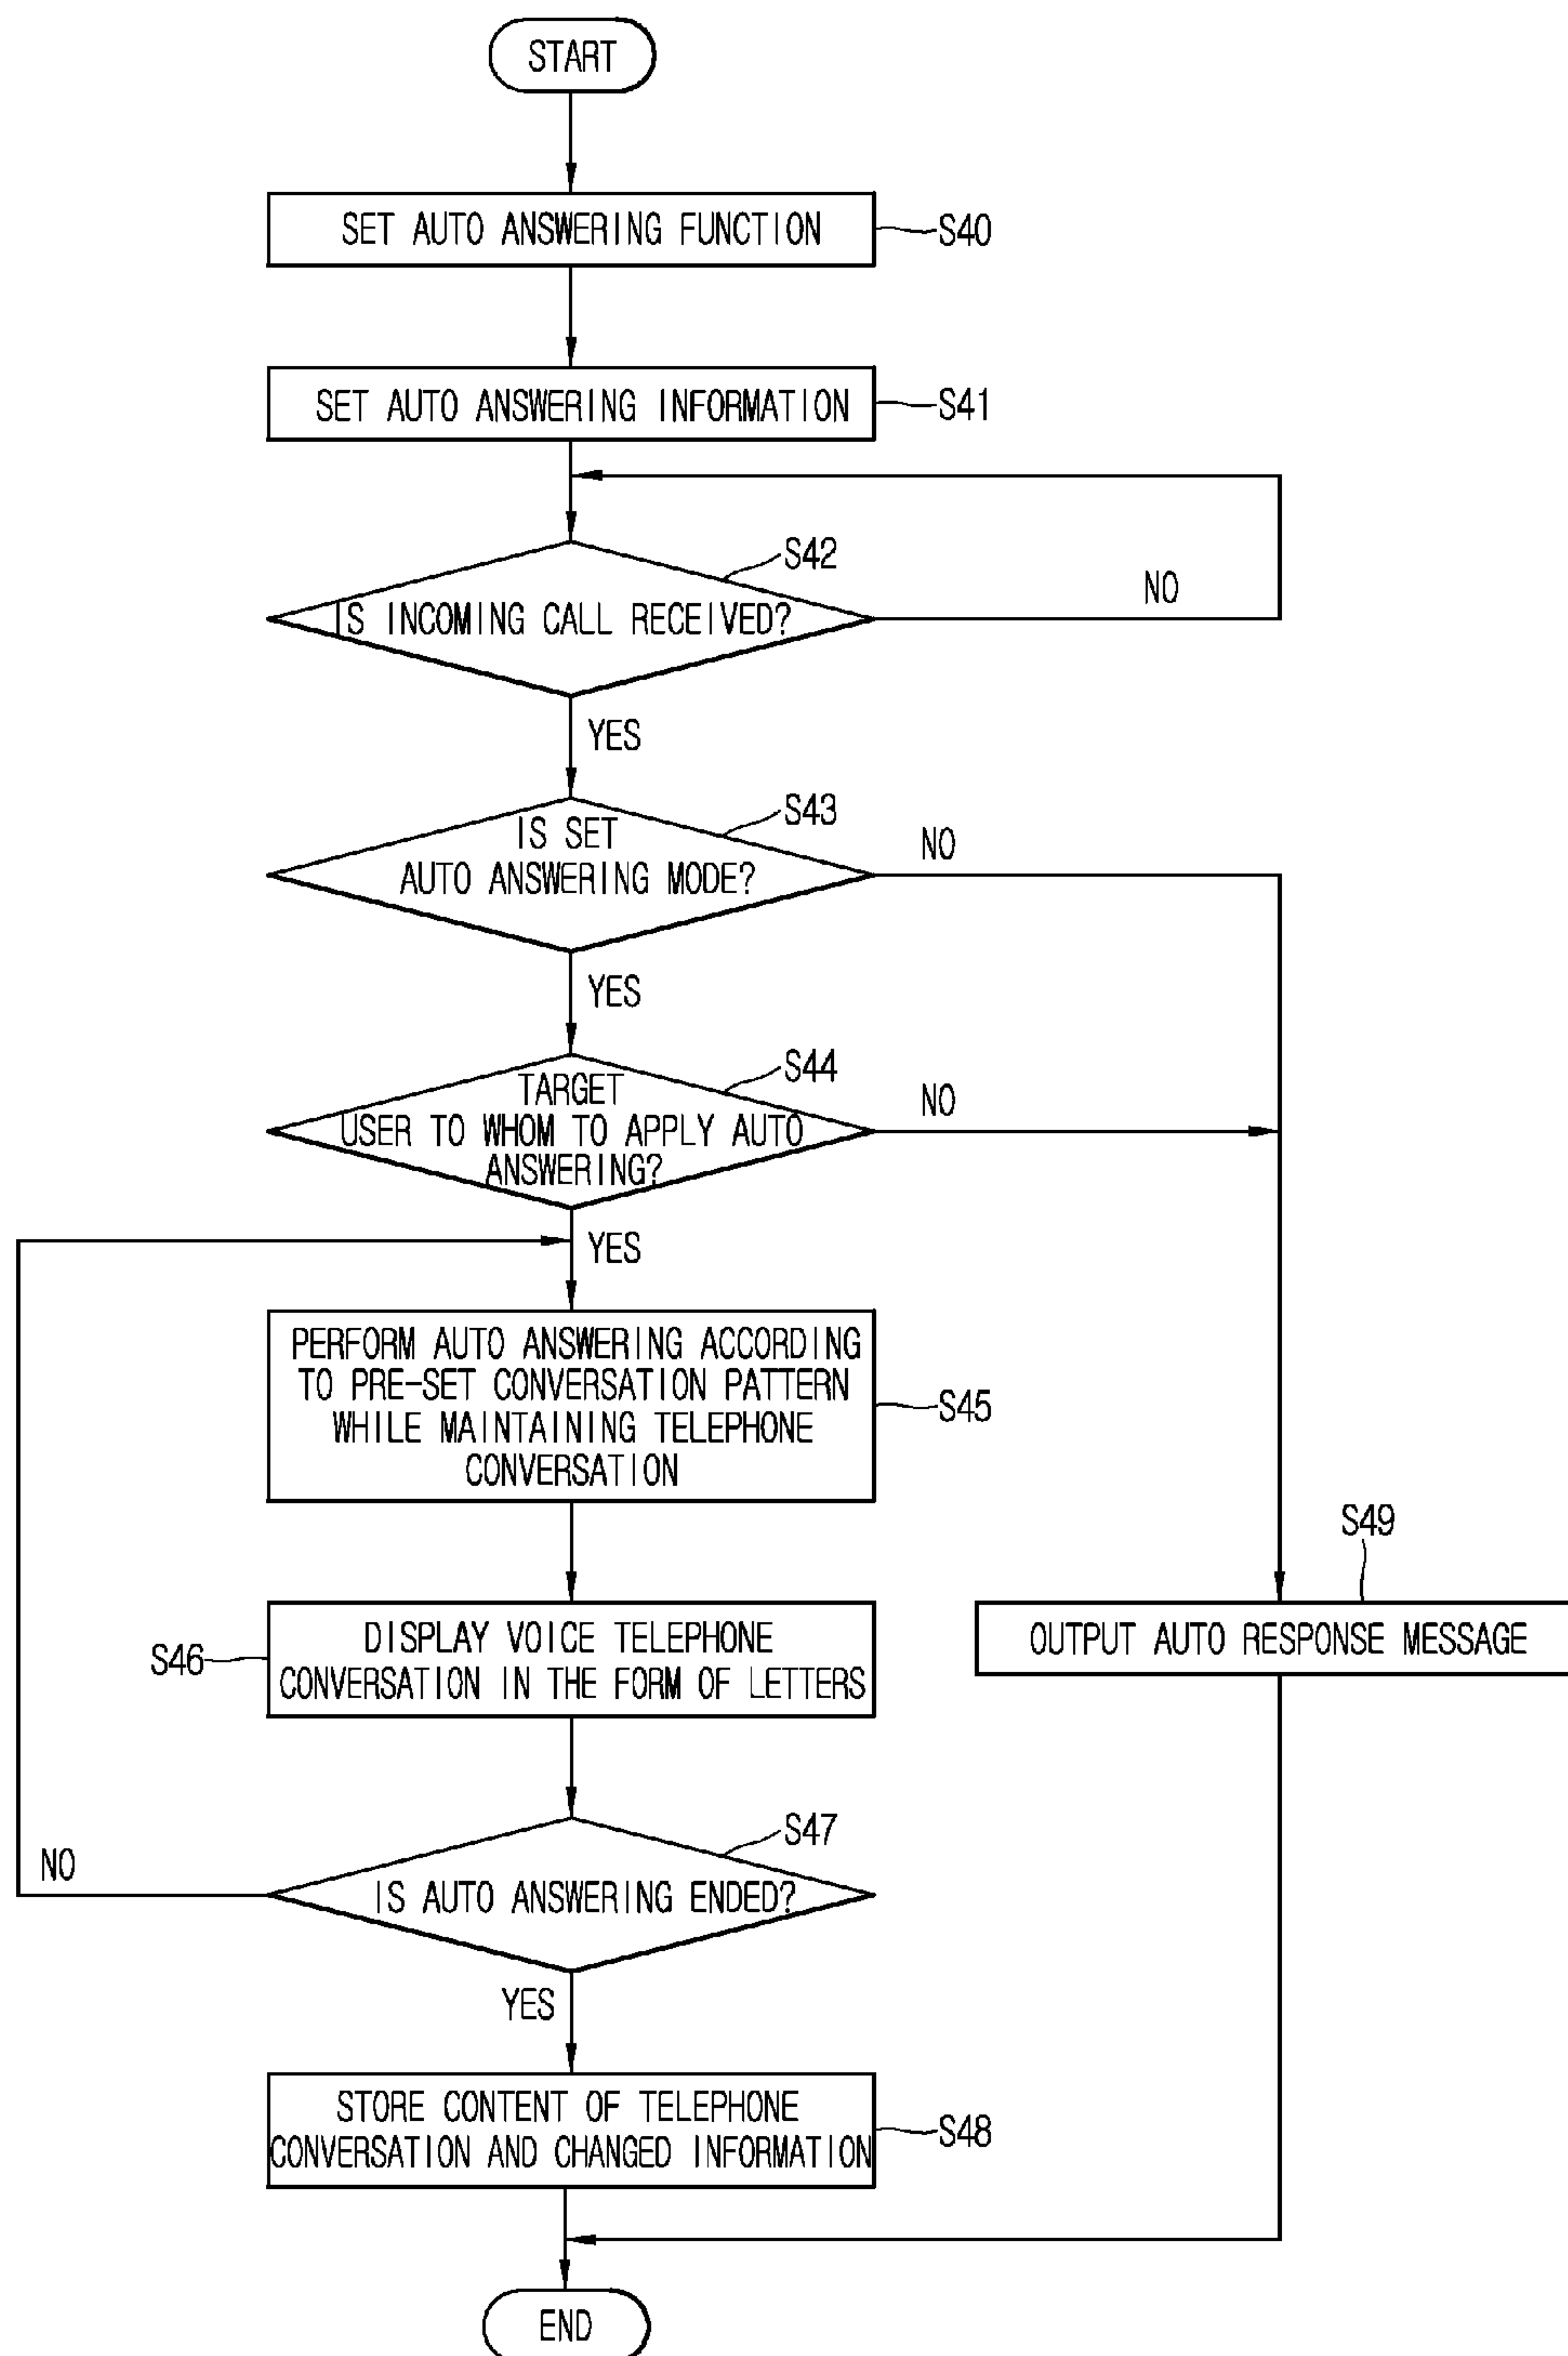 START
SET AUTO ANSWERING FUNCTION
S40
SET AUTO ANSWERING INFORMATION
S41
S42
IS INCOMING CALL RECEIVED?
NO
YES
S43
IS SET
AUTO ANSWERING MODE?
NO
YES
S44
TARGET
USER TO WHOM TO APPLY AUTO
ANSWERING?
NO
YES
PERFORM AUTO ANSWERING ACCORDING
TO PRE-SET CONVERSATION PATTERN
WHILE MAINTAINING TELEPHONE
CONVERSATION
S45
S49
OUTPUT AUTO RESPONSE MESSAGE
S46
DISPLAY VOICE TELEPHONE
CONVERSATION IN THE FORM OF LETTERS
S47
IS AUTO ANSWERING ENDED?
NO
YES
STORE CONTENT OF TELEPHONE
CONVERSATION AND CHANGED INFORMATION
S48
END